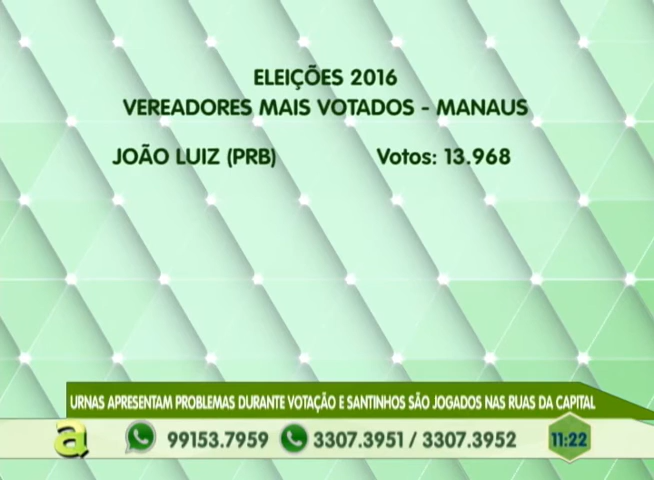 ELEIÇÕES 2016
VEREADORES MAIS VOTADOS - MANAUS
JOÃO LUIZ (PRB) Votos: 13.968
URNAS APRESENTAM PROBLEMAS DURANTE VOTAÇÃO E SANTINHOS SÃO JOGADOS NAS RUAS DA CAPITAL
a 99153.7959 3307.3951 / 3307.3952 11:22